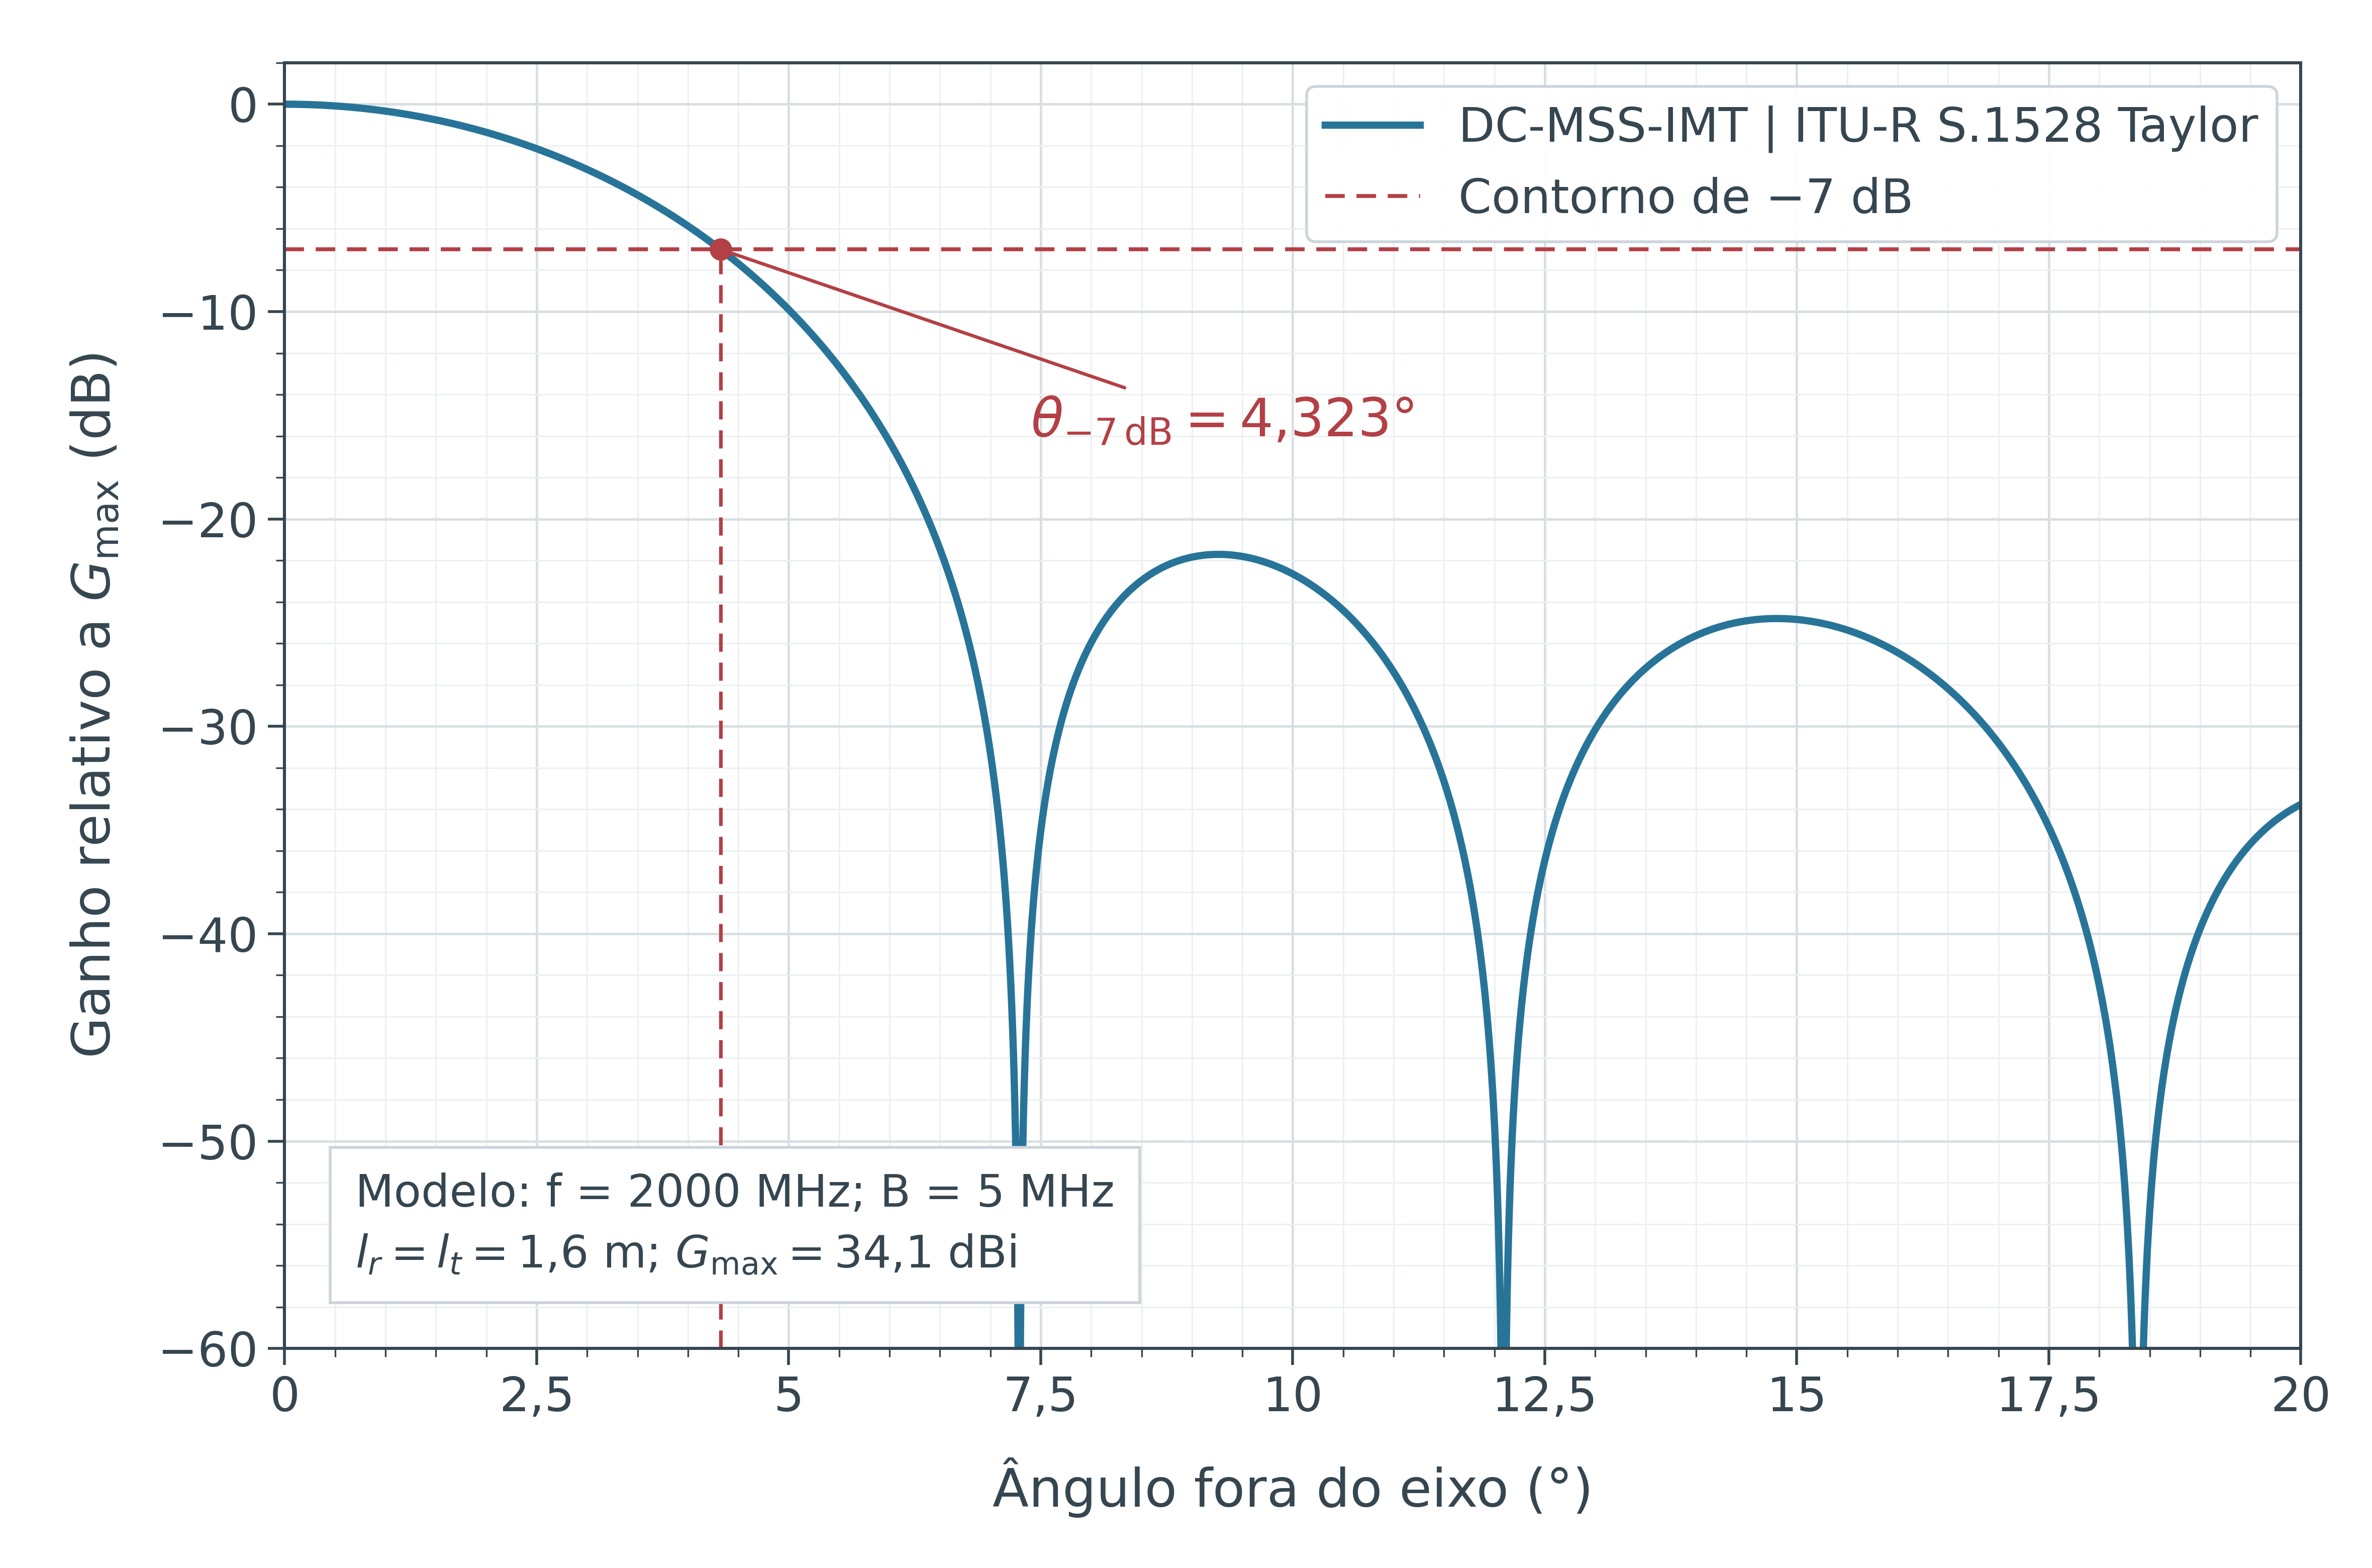 DC-MSS-IMT | ITU-R S.1528 Taylor
Contorno de −7 dB
θ−7 dB = 4,323°
Modelo: f = 2000 MHz; B = 5 MHz
lr = lt = 1,6 m; Gmax = 34,1 dBi
Ganho relativo a Gmax (dB)
0
−10
−20
−30
−40
−50
−60
0 2,5 5 7,5 10 12,5 15 17,5 20
Ângulo fora do eixo (°)